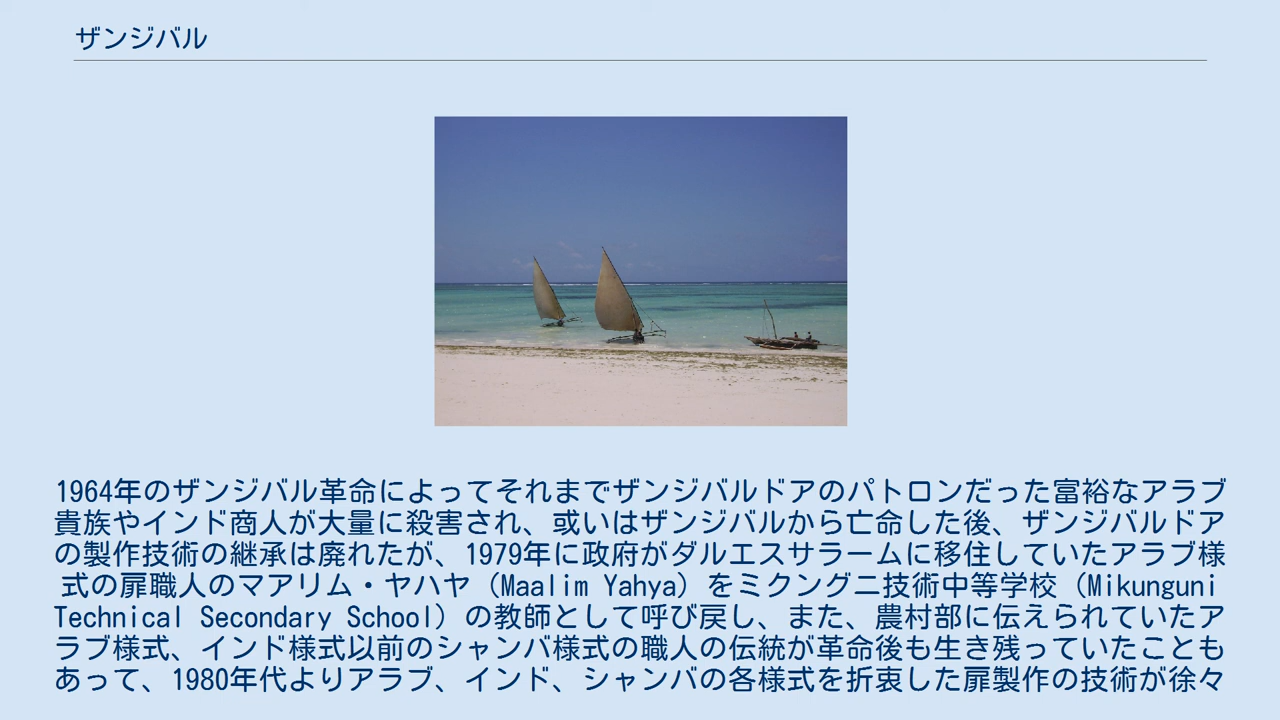 ザンジバル
1964年のザンジバル革命によってそれまでザンジバルドアのパトロンだった富裕なアラブ
貴族やインド商人が大量に殺害され、或いはザンジバルから亡命した後、ザンジバルドア
の製作技術の継承は廃れたが、1979年に政府がダルエスサラームに移住していたアラブ様
式の扉職人のマアリム・ヤハヤ（Maalim Yahya）をミクングニ技術中等学校（Mikunguni
Technical Secondary School）の教師として呼び戻し、また、農村部に伝えられていたア
ラブ様式、インド様式以前のシャンバ様式の職人の伝統が革命後も生き残っていたことも
あって、1980年代よりアラブ、インド、シャンバの各様式を折衷した扉製作の技術が徐々